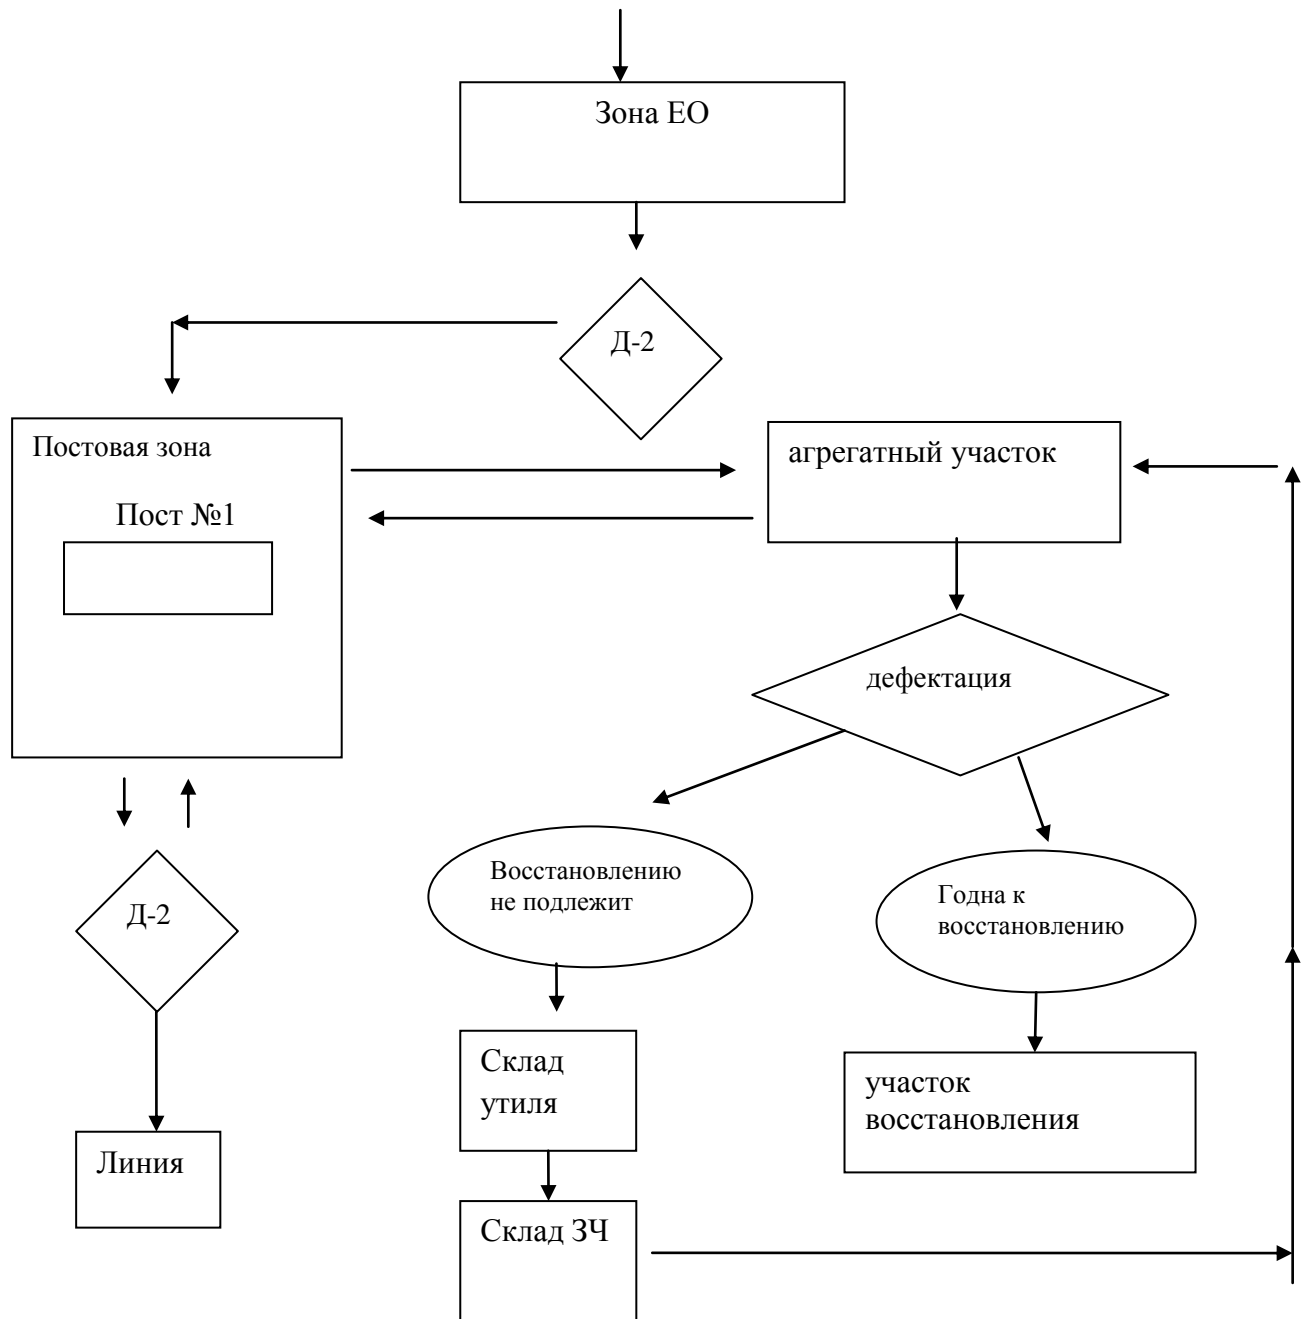 Зона ЕО
Д-2
Постовая зона
Пост №1
агрегатный участок
дефектация
Восстановлению
не подлежит
Годна к
восстановлению
Д-2
Склад
утиля
участок
восстановления
Линия
Склад ЗЧ